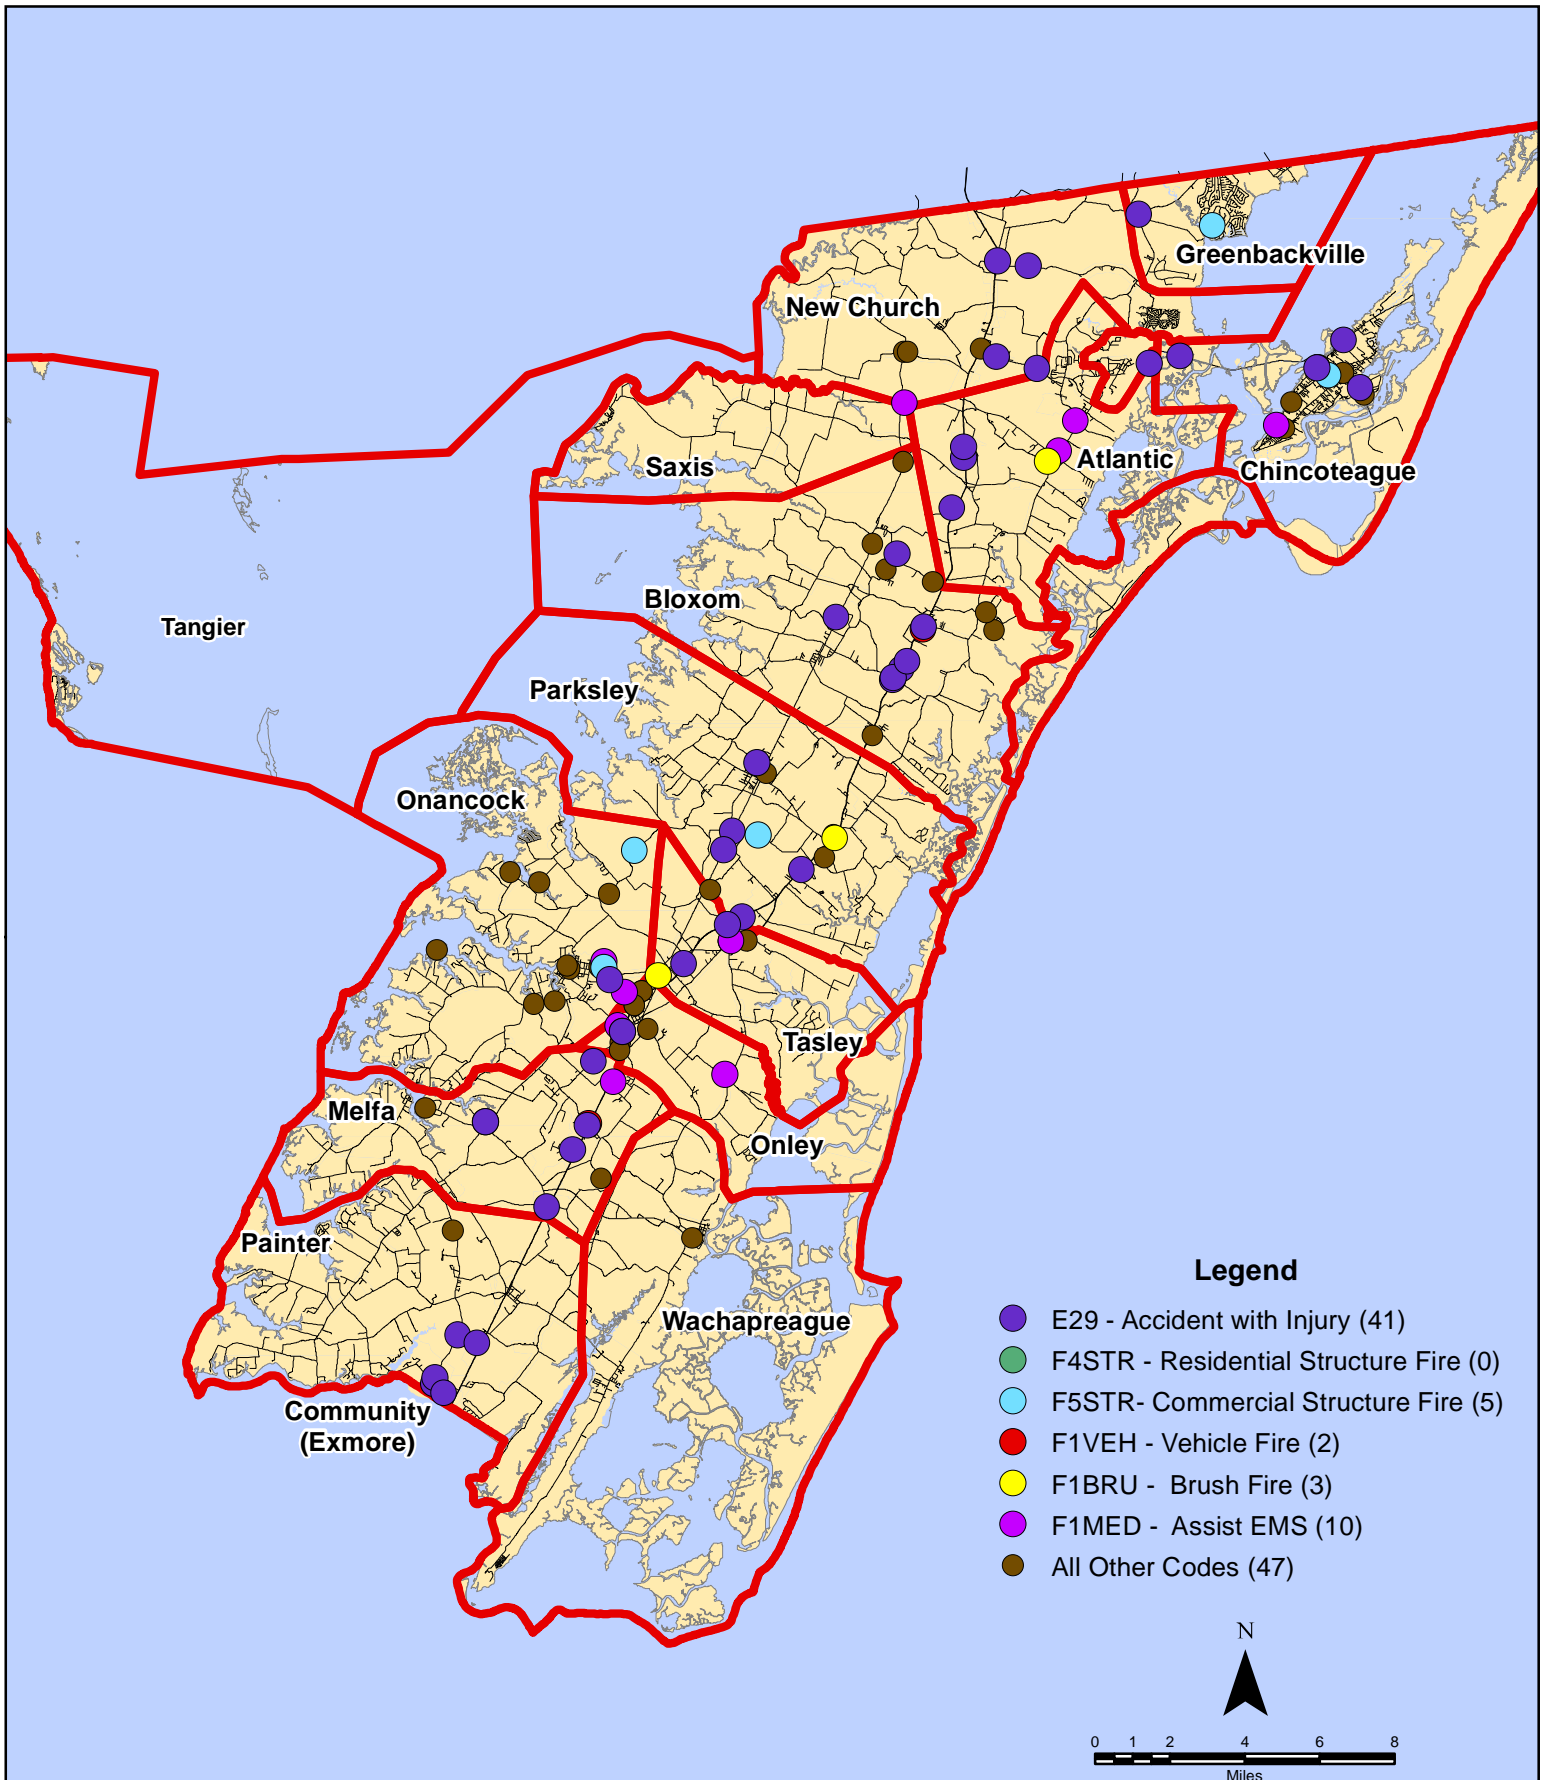 Greenbackville
New Church
Saxis
Atlantic
Chincoteague
Bloxom
Tangier
Parksley
Onancock
Tasley
Melfa
Onley
Painter
Wachapreague
Community
(Exmore)
Legend
E29 - Accident with Injury (41)
F4STR - Residential Structure Fire (0)
F5STR- Commercial Structure Fire (5)
F1VEH - Vehicle Fire (2)
F1BRU - Brush Fire (3)
F1MED - Assist EMS (10)
All Other Codes (47)
N
0 1 2 4 6 8
Miles